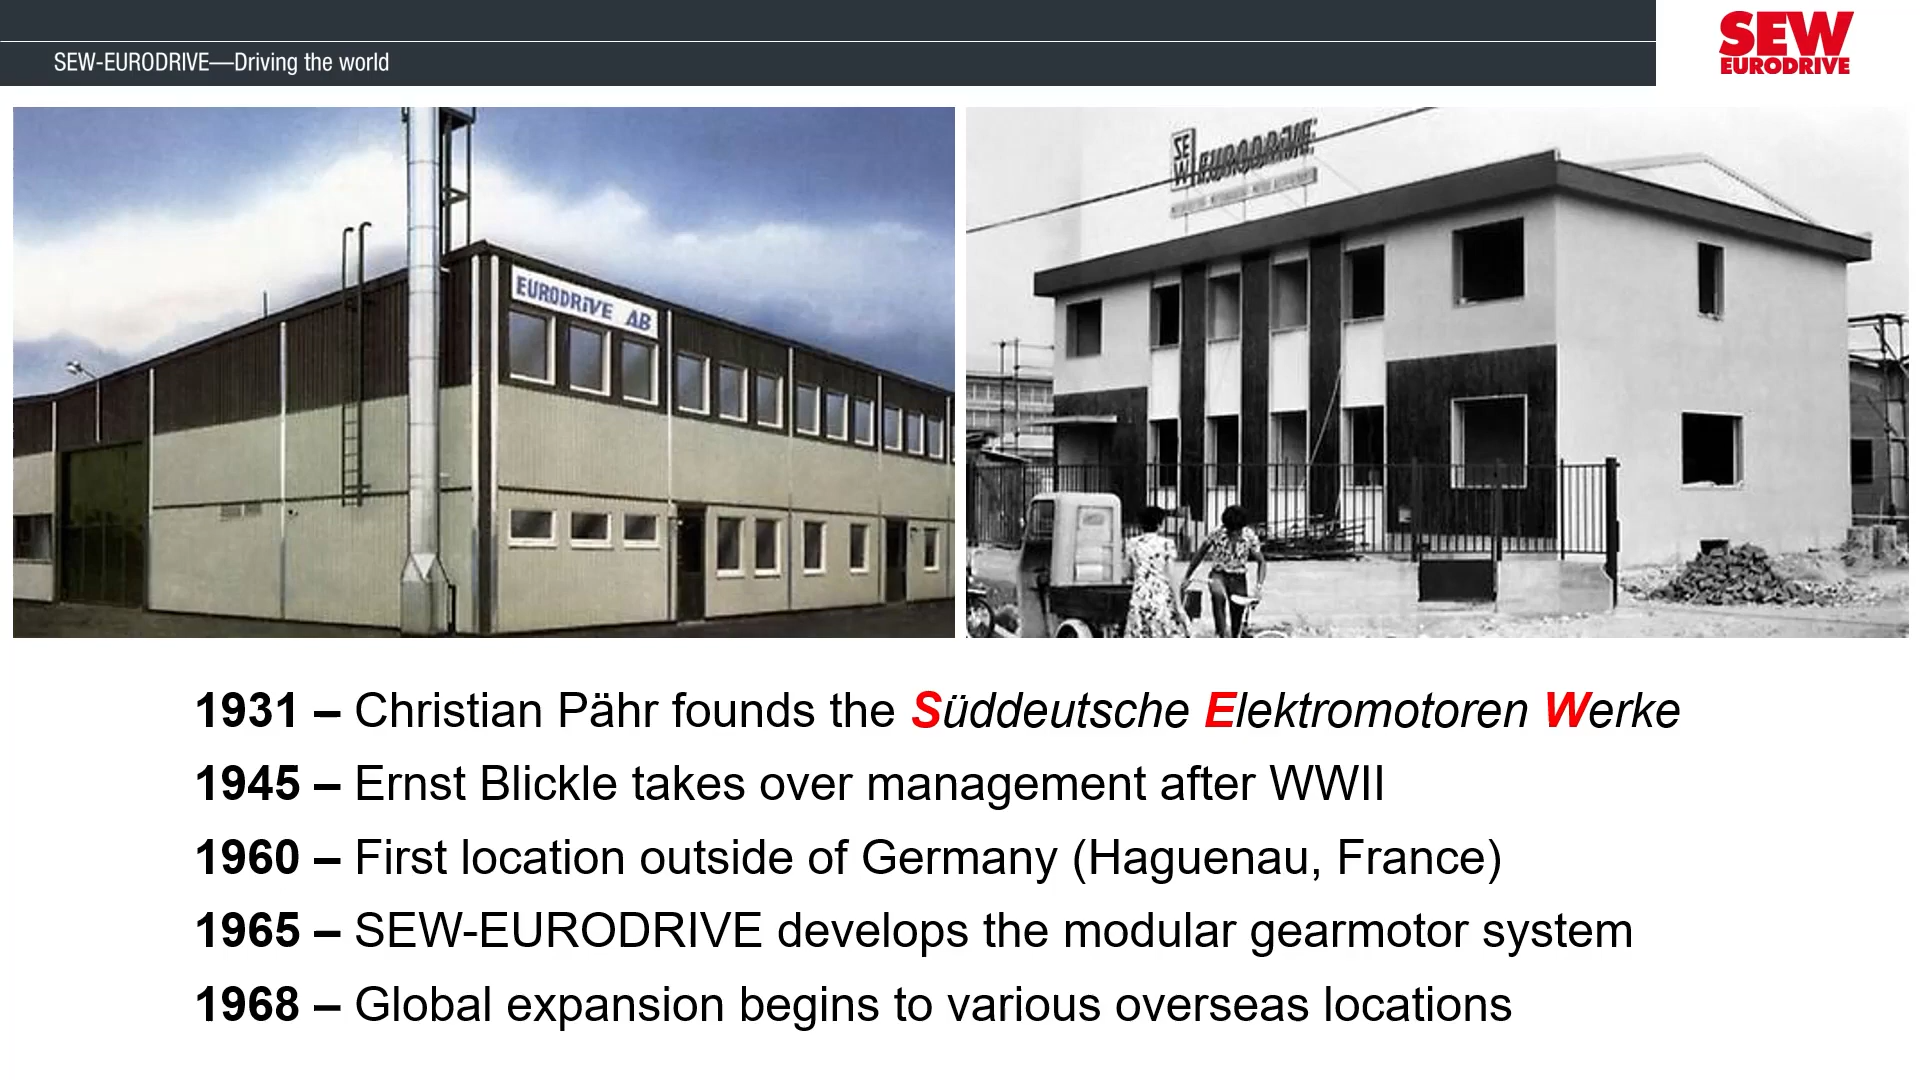 SEW-EURODRIVE—Driving the world
SEW
EURODRIVE
EURODRiVE AB
SE
W
EURODRiVE
1931 – Christian Pähr founds the Süddeutsche Elektromotoren Werke
1945 – Ernst Blickle takes over management after WWII
1960 – First location outside of Germany (Haguenau, France)
1965 – SEW-EURODRIVE develops the modular gearmotor system
1968 – Global expansion begins to various overseas locations